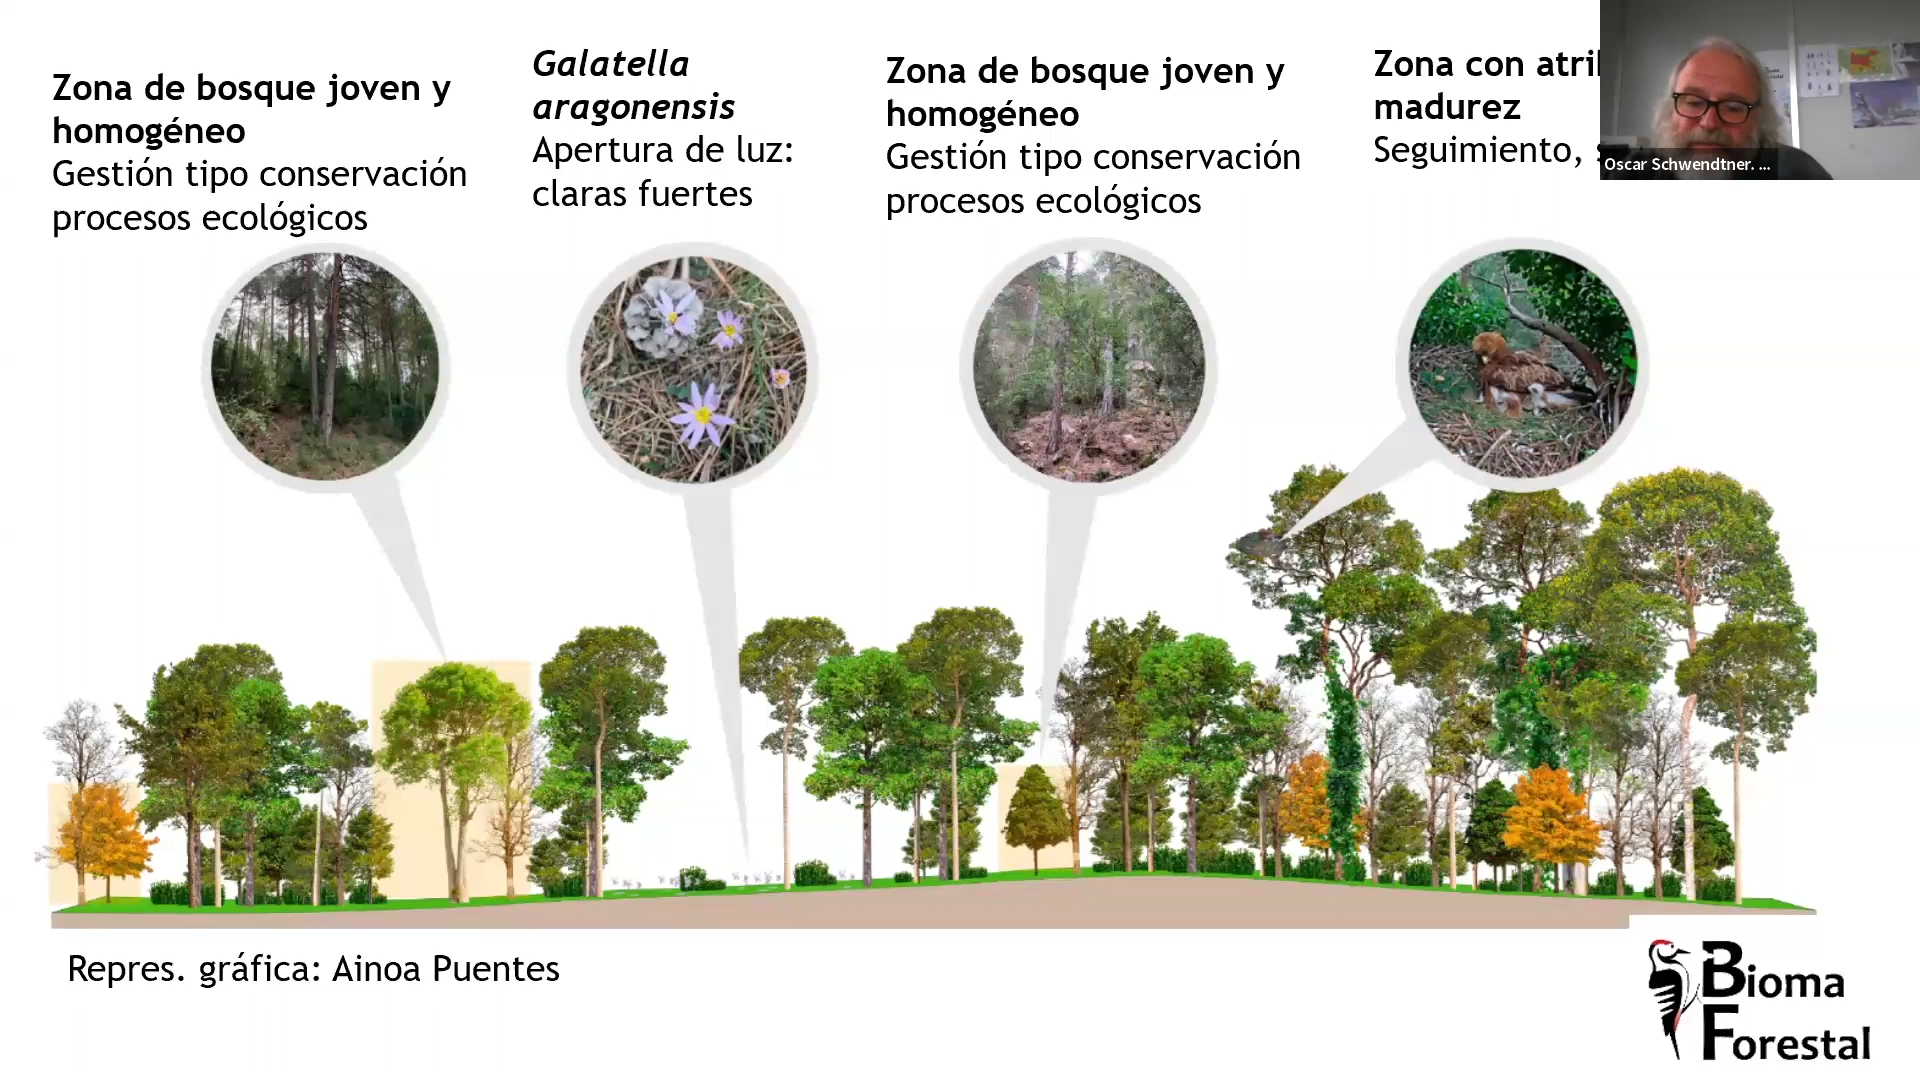 Zona de bosque joven y
homogéneo
Gestión tipo conservación
procesos ecológicos
Galatella
aragonensis
Apertura de luz:
claras fuertes
Zona de bosque joven y
homogéneo
Gestión tipo conservación
procesos ecológicos
Zona con
madurez
Seguimiento,
Oscar Schwendtner. ...
Repres. gráfica: Ainoa Puentes
Bioma
Forestal